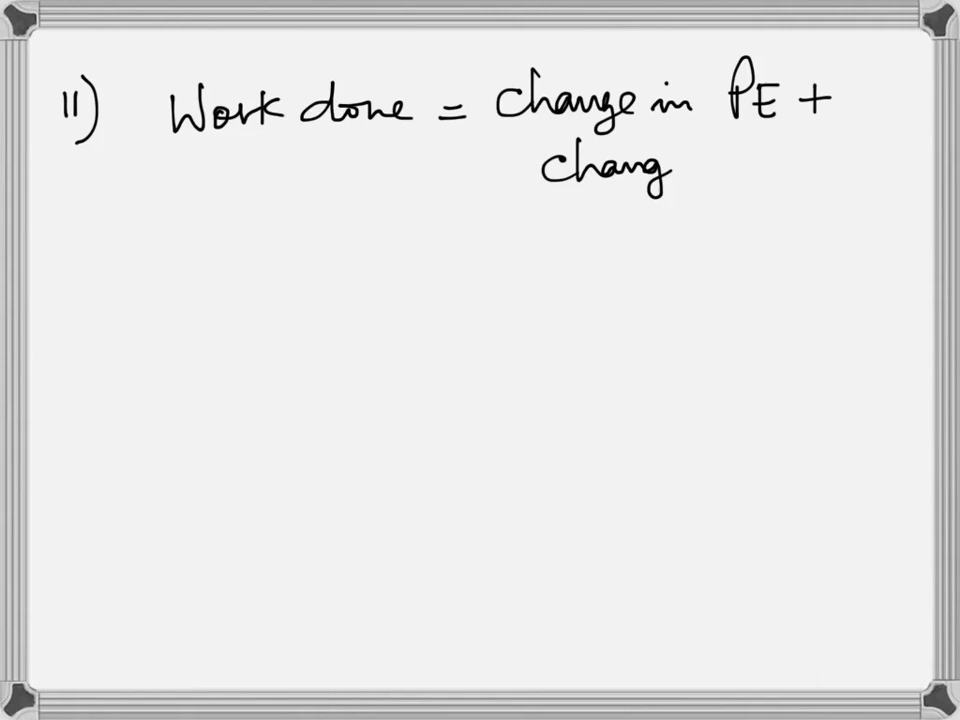 11) Work done = change in PE +
chang